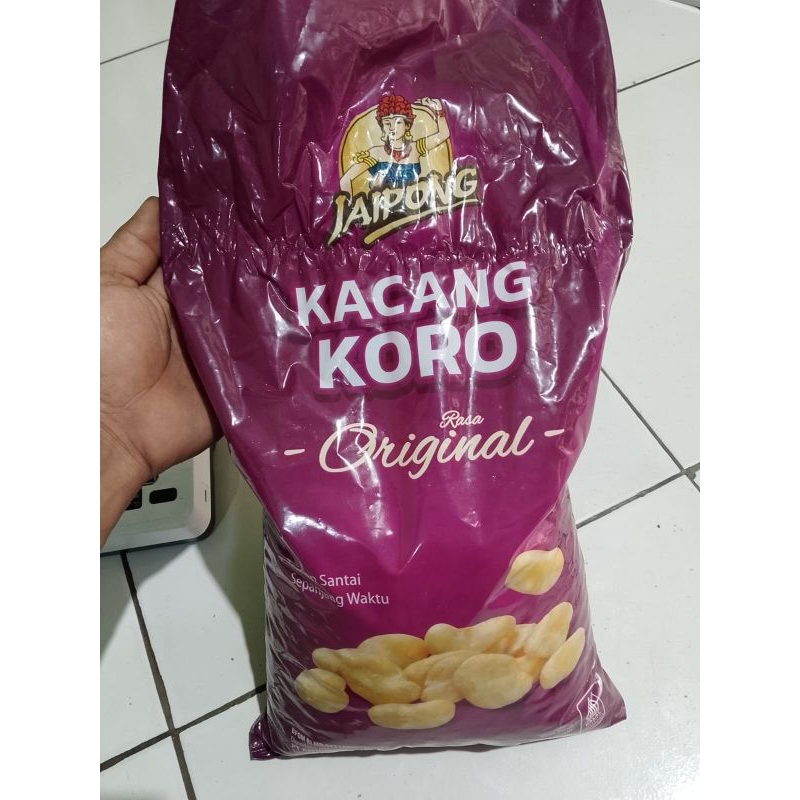 JAIPONG
KACANG
KORO
Rasa
- Original -
Santai
Sepanjang Waktu